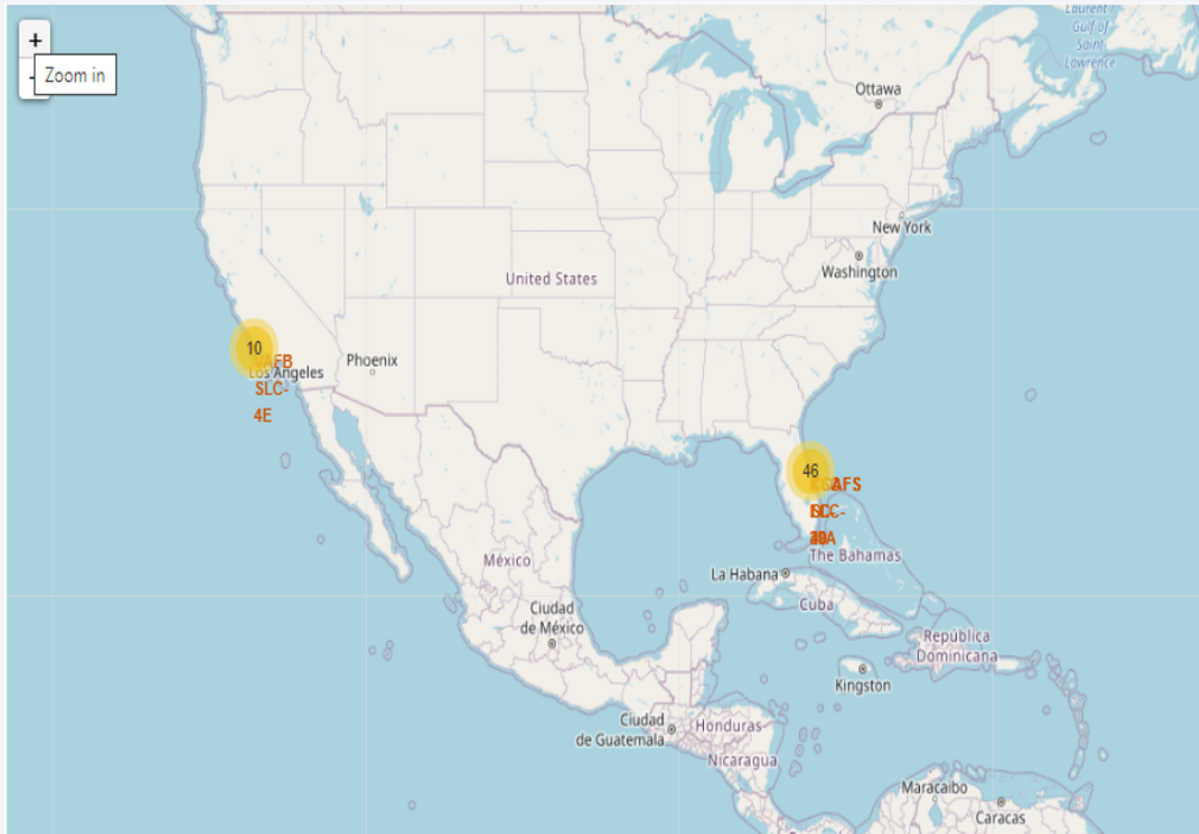 Laurent /
Gulf of
Saint
Lawrence
+
-
Zoom in
Ottawa
New York
Washington
United States
10
VAFB
Los Angeles
SLC-
4E
Phoenix
46
The Bahamas
México
La Habana
Cuba
Ciudad
de México
República
Dominicana
Kingston
Ciudad
de Guatemala
Honduras
Nicaragua
Maracaibo
Caracas